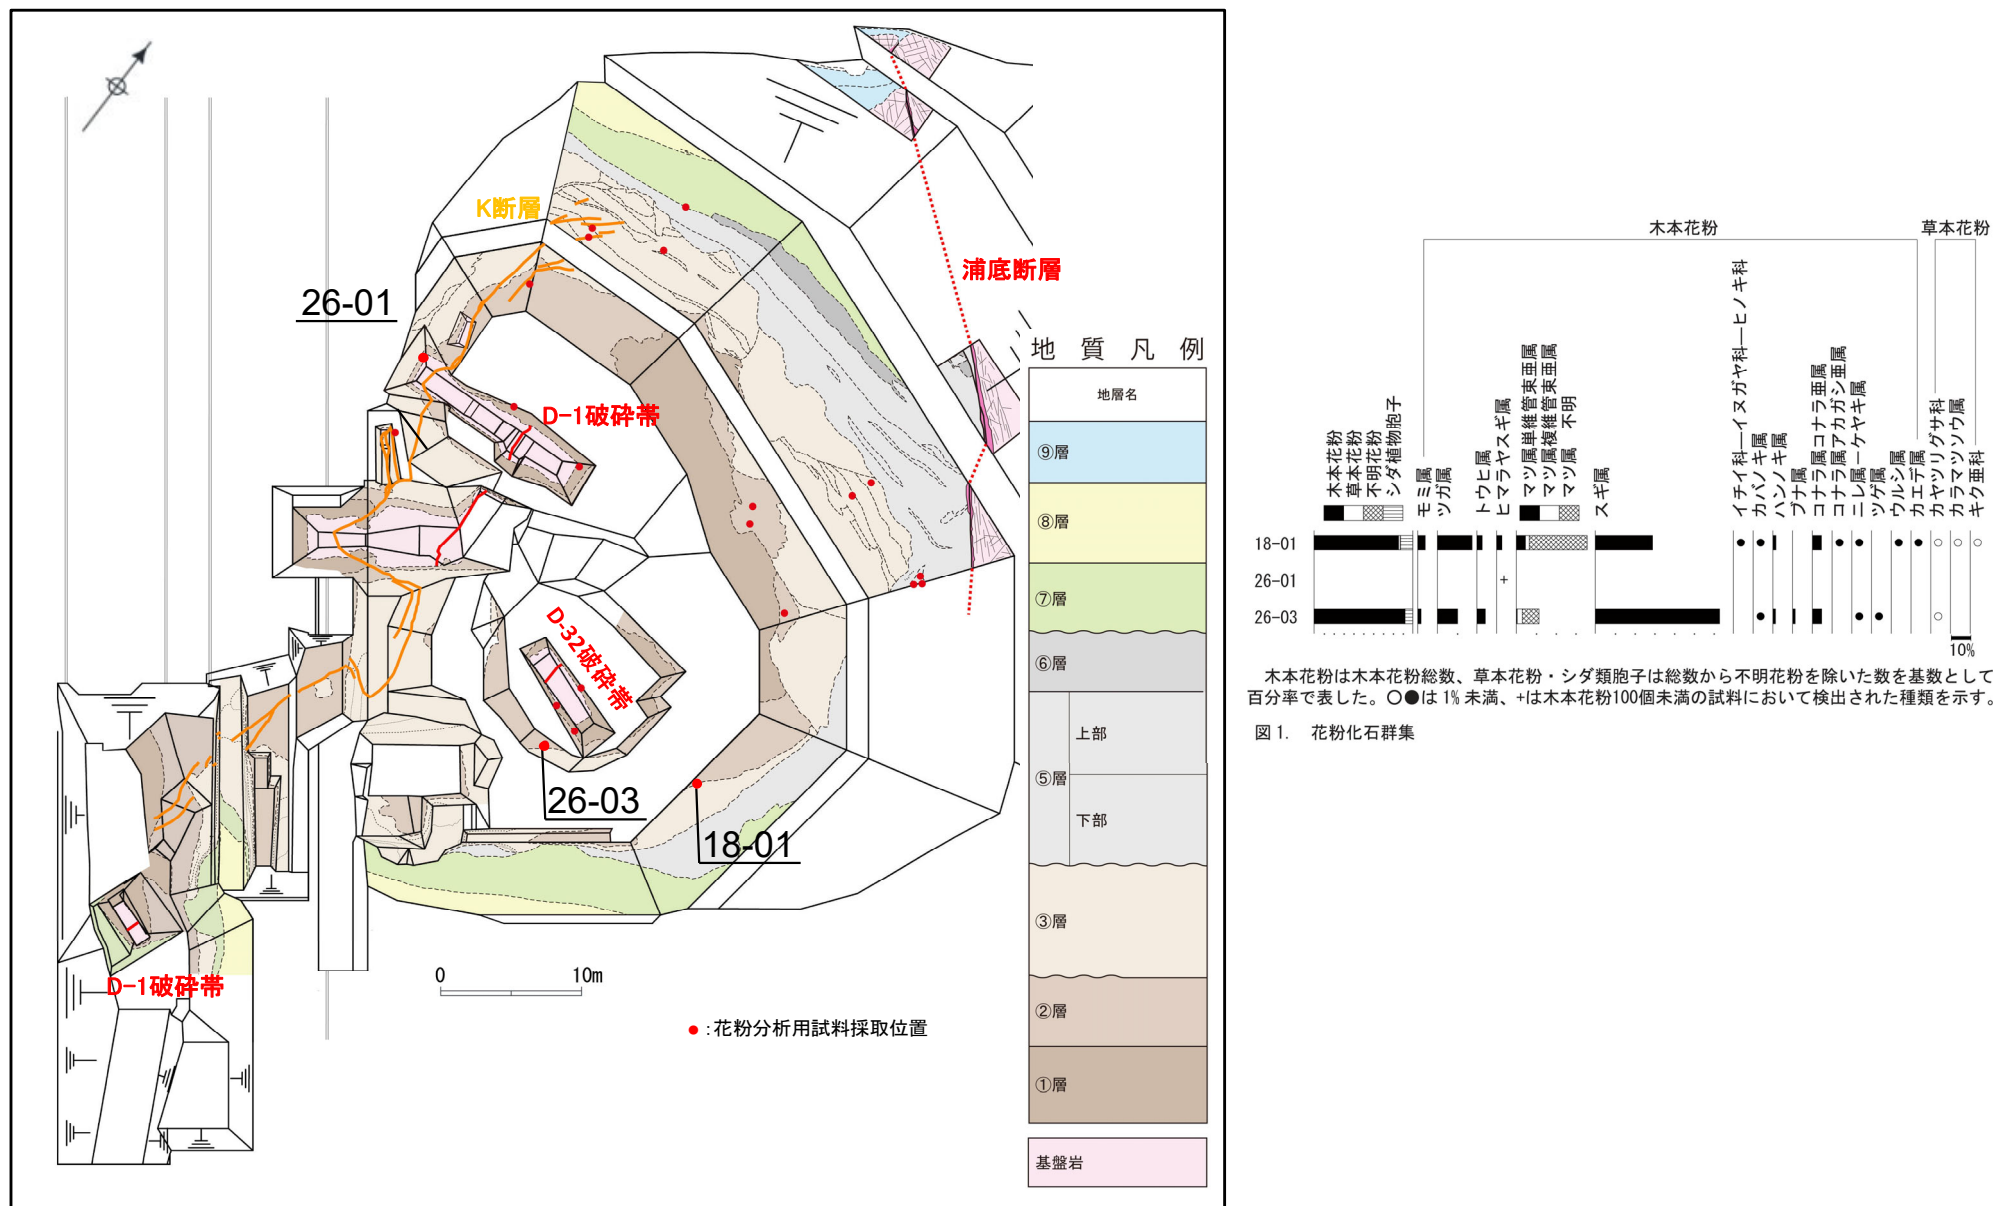 K断層
26-01
浦底断層
D-1破砕帯
D-32破砕帯
26-03
18-01
D-1破砕帯
0 10m
●:花粉分析用試料採取位置
地質凡例
地層名
⑨層
⑧層
⑦層
⑥層
上部
⑤層
下部
③層
②層
①層
基盤岩
木本花粉
草本花粉
木本花粉
草本花粉
不明花粉
シダ植物胞子
モミ属
ツガ属
トウヒ属
ヒマラヤスギ属
マツ属単維管束亜属
マツ属複維管束亜属
マツ属 不明
スギ属
イチイ科―イヌガヤ科―ヒノキ科
カバノキ属
ハンノキ属
ブナ属
コナラ属コナラ亜属
コナラ属アカガシ亜属
ニレ属―ケヤキ属
ツゲ属
ウルシ属
カエデ属
カヤツリグサ科
カラマツソウ属
キク亜科
18-01
26-01
+
26-03
10%
木本花粉は木本花粉総数、草本花粉・シダ類胞子は総数から不明花粉を除いた数を基数として
百分率で表した。○●は1%未満、+は木本花粉100個未満の試料において検出された種類を示す。
図1. 花粉化石群集